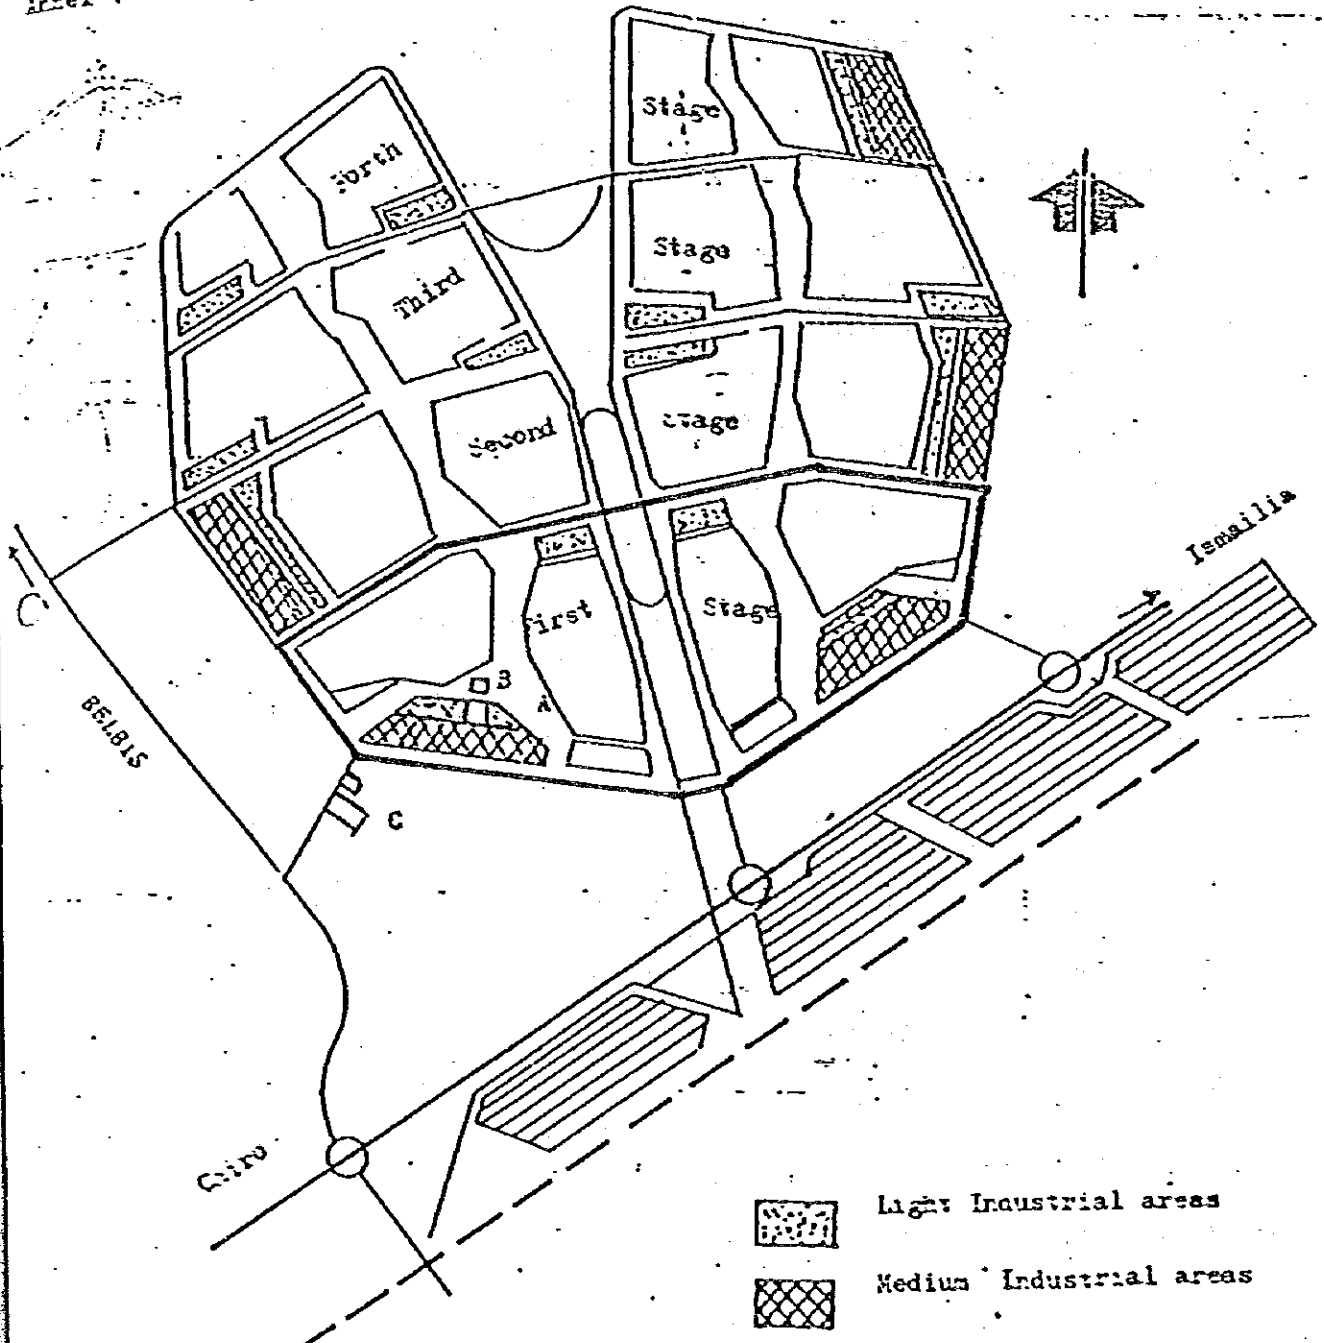 Stage
Forth
Stage
Third
Stage
Second
Ismailia
First
Stage
B
A
BELBIS
C
C
Cairo
Light Industrial areas
Medium Industrial areas